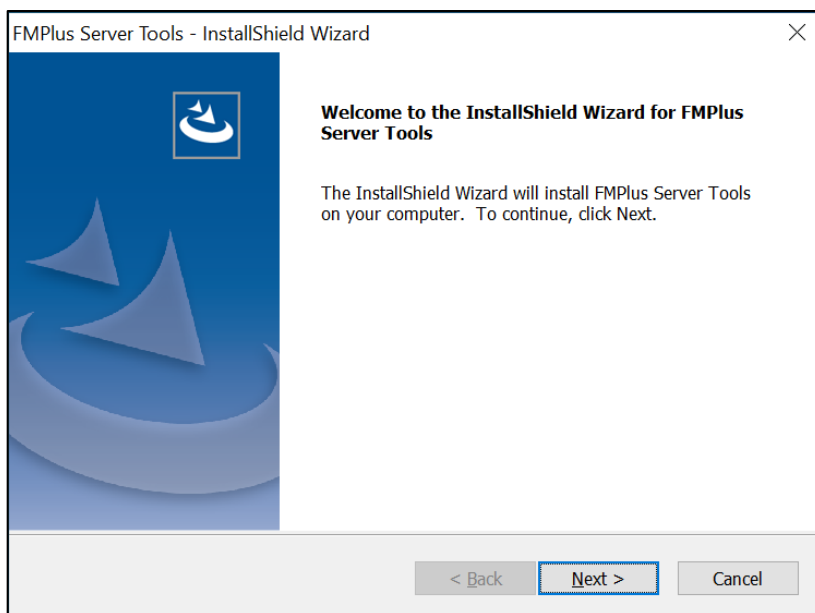 FMPlus Server Tools - InstallShield Wizard
Welcome to the InstallShield Wizard for FMPlus
Server Tools
The InstallShield Wizard will install FMPlus Server Tools
on your computer.  To continue, click Next.
< Back
Next >
Cancel